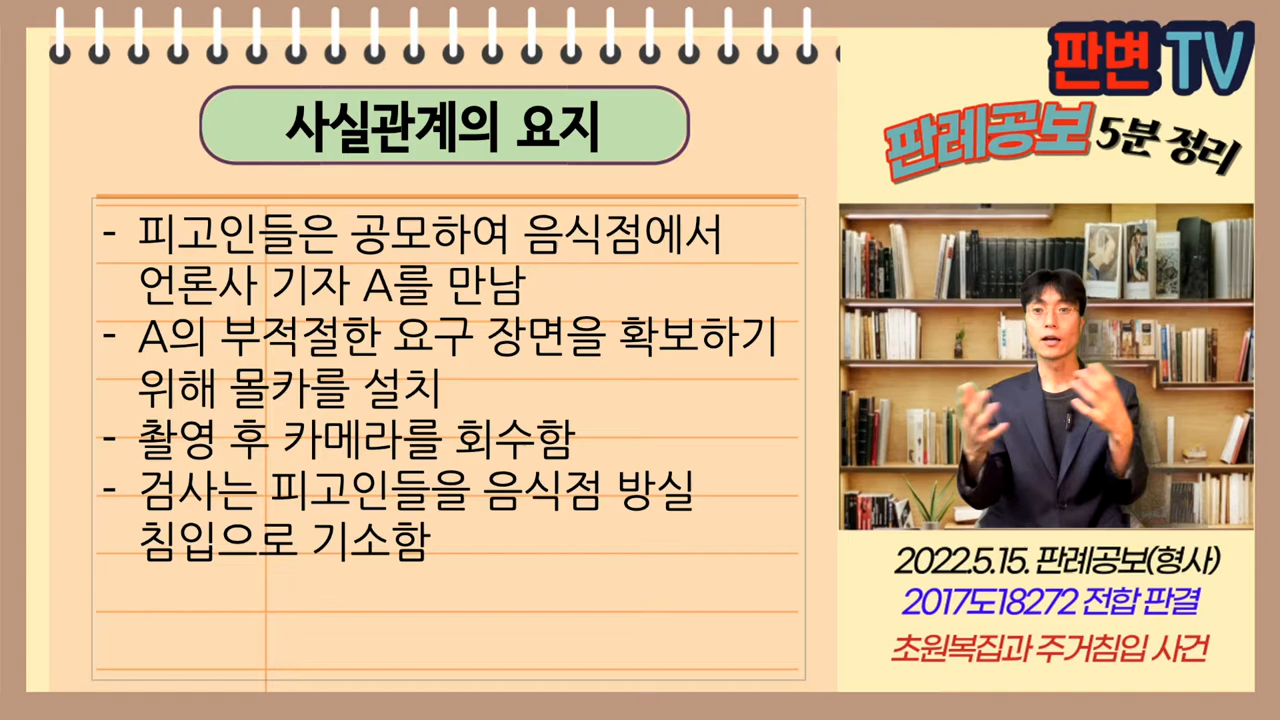 사실관계의 요지
- 피고인들은 공모하여 음식점에서
언론사 기자 A를 만남
- A의 부적절한 요구 장면을 확보하기
위해 몰카를 설치
- 촬영 후 카메라를 회수함
- 검사는 피고인들을 음식점 방실
침입으로 기소함
판변 TV
판례공보 5분 정리
2022.5.15. 판례공보(형사)
2017도18272 전합 판결
초원복집과 주거침입 사건